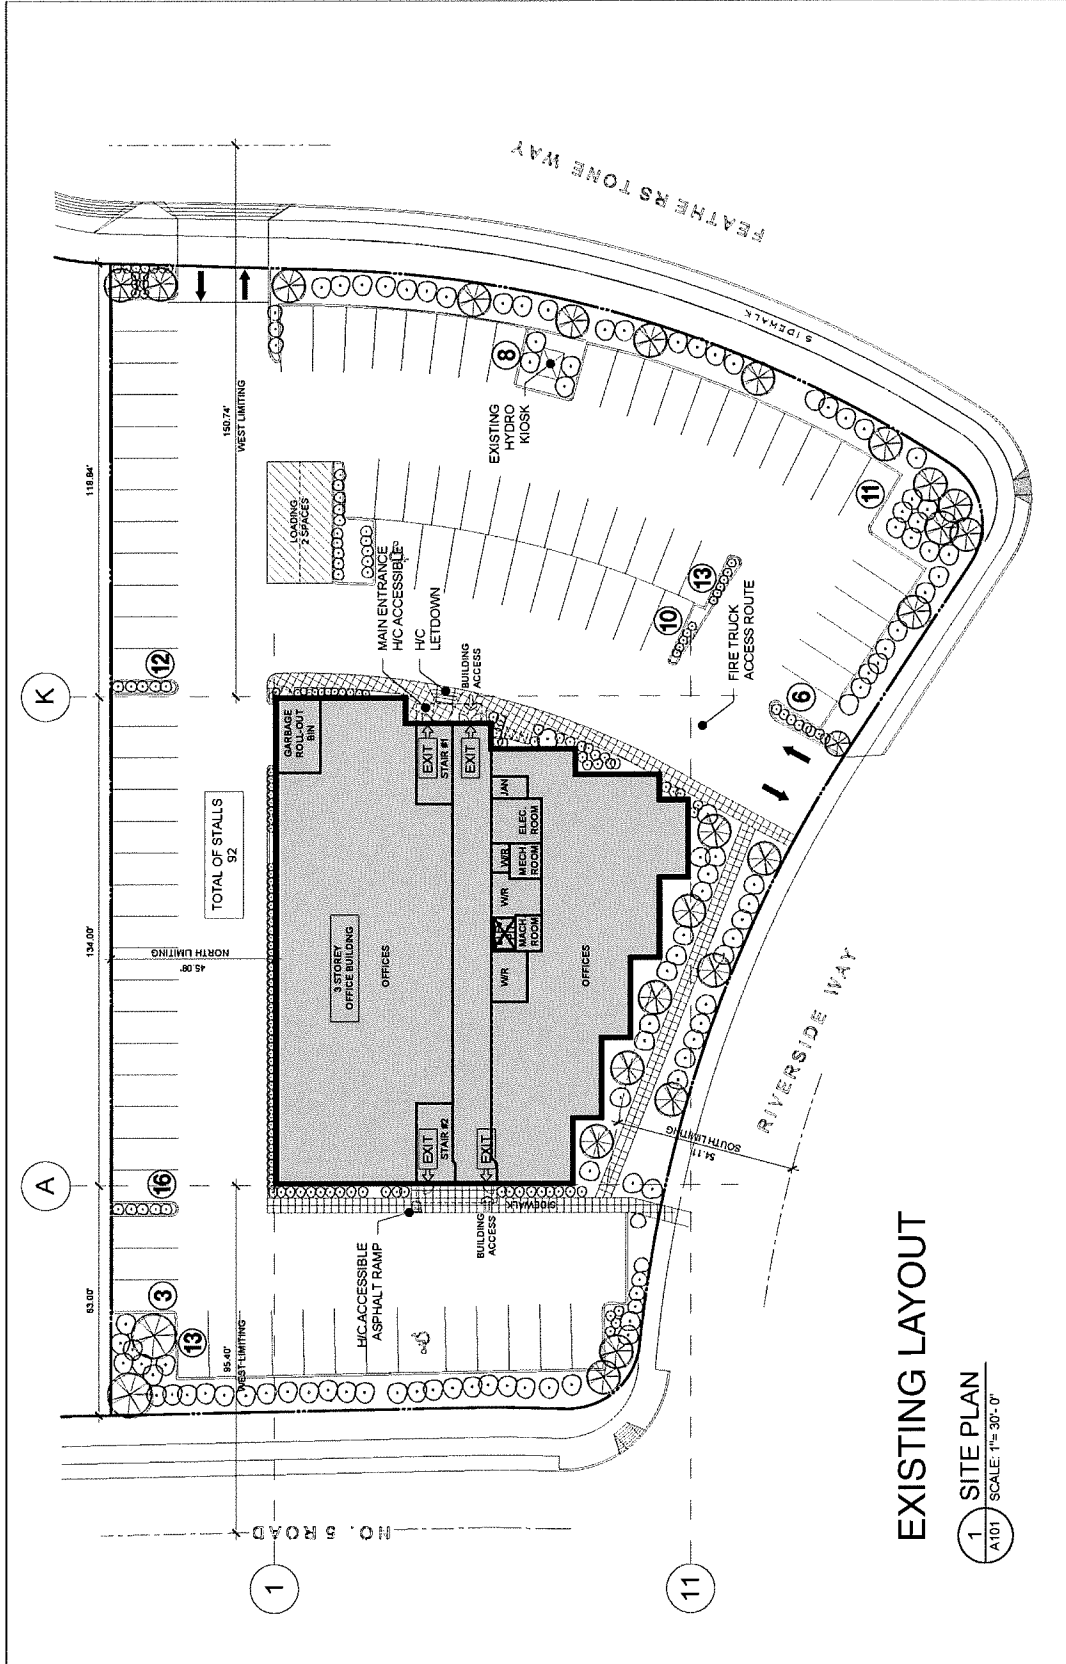 EXISTING LAYOUT
1
A101
SITE PLAN
SCALE: 1"= 30'- 0"
A
K
1
11
63.00'
134.00'
118.84'
95.40'
WEST LIMITING
150.74'
WEST LIMITING
45.08'
NORTH LIMITING
54.11'
SOUTH LIMITING
TOTAL OF STALLS
92
3
13
16
12
8
11
13
10
6
LOADING
2 SPACES
EXISTING
HYDRO
KIOSK
MAIN ENTRANCE
H/C ACCESSIBLE
H/C
LETDOWN
BUILDING
ACCESS
FIRE TRUCK
ACCESS ROUTE
GARBAGE
ROLL-OUT
BIN
3 STOREY
OFFICE BUILDING
OFFICES
EXIT
STAIR #1
EXIT
EXIT
STAIR #2
EXIT
JAN
ELEC.
ROOM
W/R
MECH
ROOM
W/R
MACH
ROOM
W/R
OFFICES
H/C ACCESSIBLE
ASPHALT RAMP
BUILDING
ACCESS
SIDEWALK
SIDEWALK
NO. 5 ROAD
RIVERSIDE WAY
FEATHERSTONE WAY